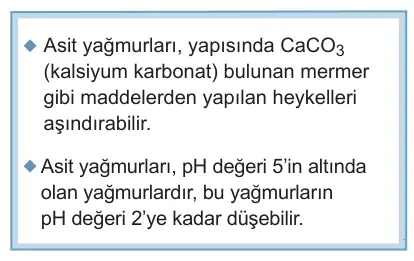 ◆ Asit yağmurları, yapısında CaCO₃
(kalsiyum karbonat) bulunan mermer
gibi maddelerden yapılan heykelleri
aşındırabilir.
◆ Asit yağmurları, pH değeri 5’in altında
olan yağmurlardır, bu yağmurların
pH değeri 2’ye kadar düşebilir.